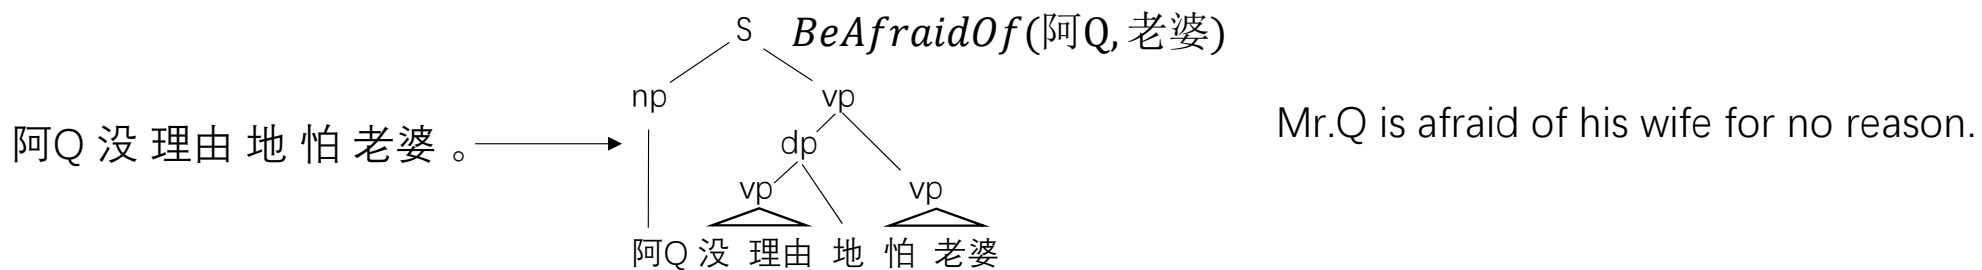 S BeAfraidOf(阿Q,老婆)
np vp
阿Q 没 理由 地 怕 老婆 。
Mr.Q is afraid of his wife for no reason.
dp
vp vp
阿Q 没 理由 地 怕 老婆